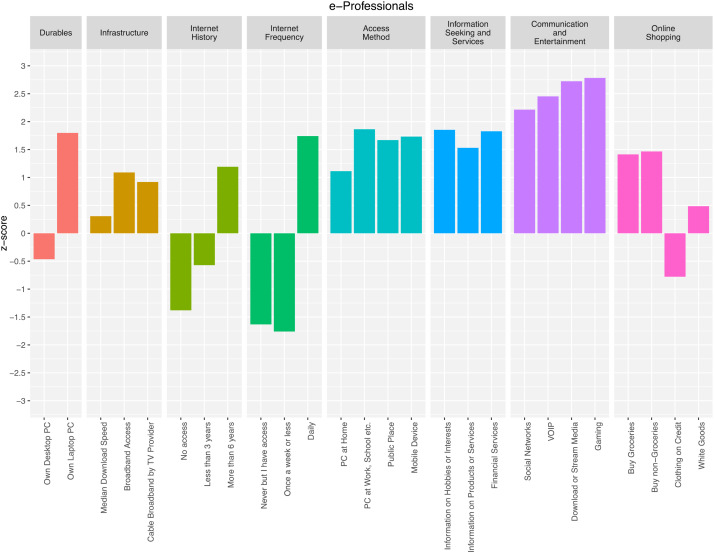 e−Professionals
Durables
Infrastructure
Internet
History
Internet
Frequency
Access
Method
Information
Seeking and
Services
Communication
and
Entertainment
Online
Shopping
z−score
3
2.5
2
1.5
1
0.5
0
−0.5
−1
−1.5
−2
−2.5
−3
Own Desktop PC
Own Laptop PC
Median Download Speed
Broadband Access
Cable Broadband by TV Provider
No access
Less than 3 years
More than 6 years
Never but I have access
Once a week or less
Daily
PC at Home
PC at Work, School etc.
Public Place
Mobile Device
Information on Hobbies or Interests
Information on Products or Services
Financial Services
Social Networks
VOIP
Download or Stream Media
Gaming
Buy Groceries
Buy non−Groceries
Clothing on Credit
White Goods